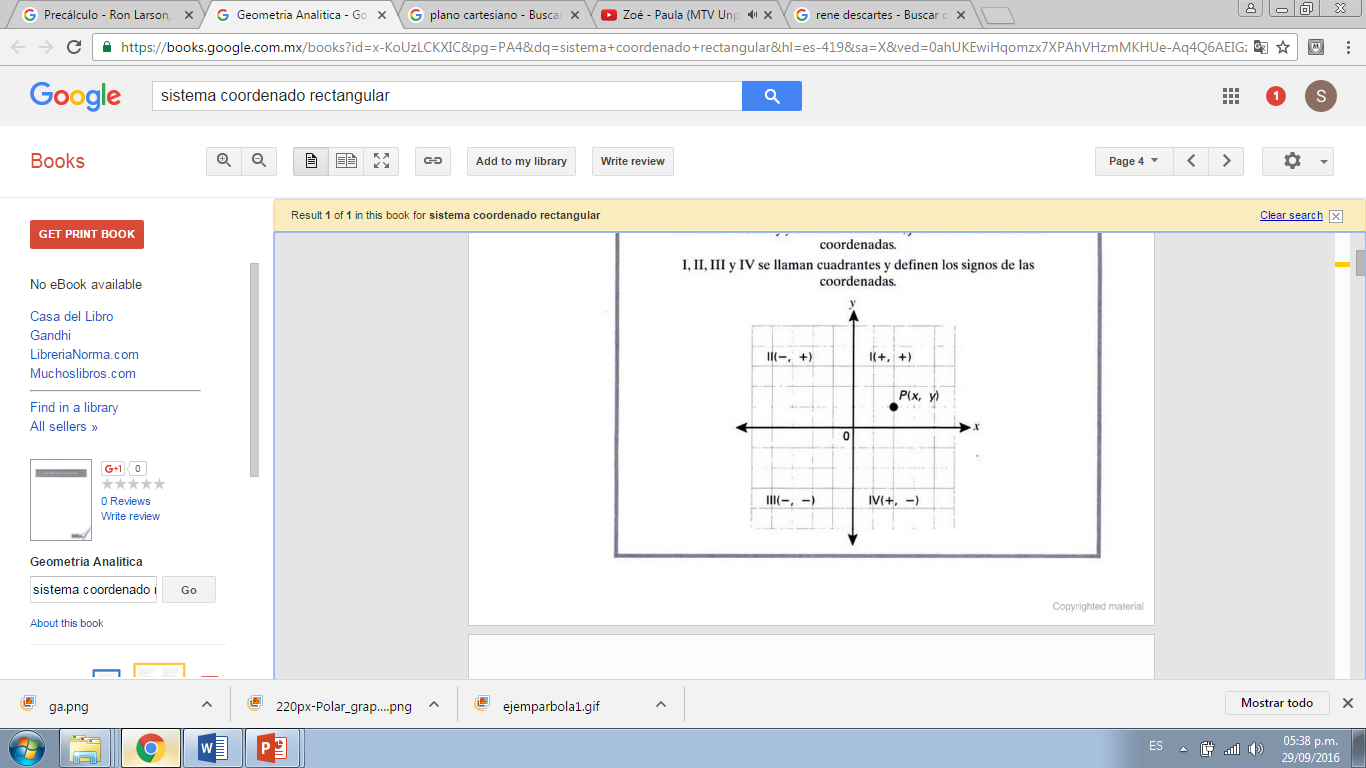 Precálculo - Ron Larson,
Geometria Analitica - Go
plano cartesiano - Buscar
Zoé - Paula (MTV Unp
rene descartes - Buscar c
https://books.google.com.mx/books?id=x-KoUzLCKXIC&pg=PA4&dq=sistema+coordenado+rectangular&hl=es-419&sa=X&ved=0ahUKEwiHqomzx7XPAhVHzmMKHUe-Aq4Q6AEIGz
Google
sistema coordenado rectangular
1
S
Books
Add to my library
Write review
Page 4
Result 1 of 1 in this book for sistema coordenado rectangular
Clear search
GET PRINT BOOK
No eBook available
Casa del Libro
Gandhi
LibreriaNorma.com
Muchoslibros.com
Find in a library
All sellers »
G+1 0
0 Reviews
Write review
Geometria Analitica
sistema coordenado r
Go
About this book
coordenadas.
I, II, III y IV se llaman cuadrantes y definen los signos de las
coordenadas.
y
II(−, +)
I(+, +)
P(x, y)
0
x
III(−, −)
IV(+, −)
Copyrighted material
ga.png
220px-Polar_grap....png
ejemparbola1.gif
Mostrar todo
ES
05:38 p.m.
29/09/2016